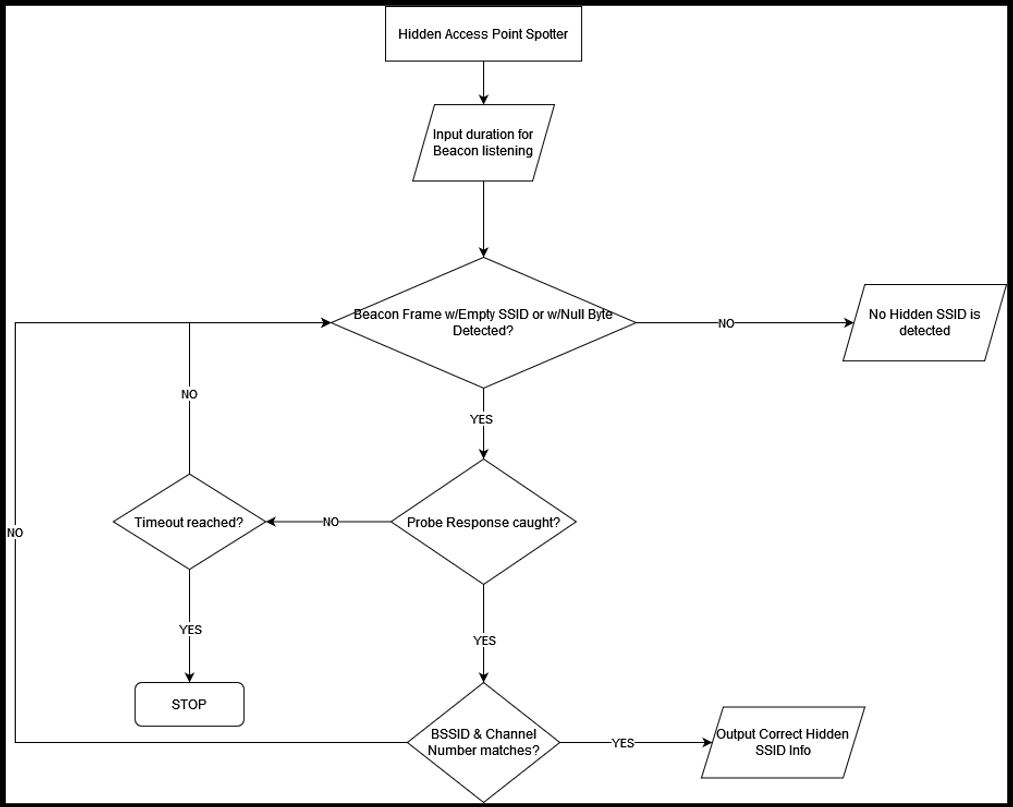 Hidden Access Point Spotter
Input duration for
Beacon listening
Beacon Frame w/Empty SSID or w/Null Byte
Detected?
NO
No Hidden SSID is
detected
NO
YES
Timeout reached?
NO
Probe Response caught?
NO
YES
YES
STOP
BSSID & Channel
Number matches?
YES
Output Correct Hidden
SSID Info